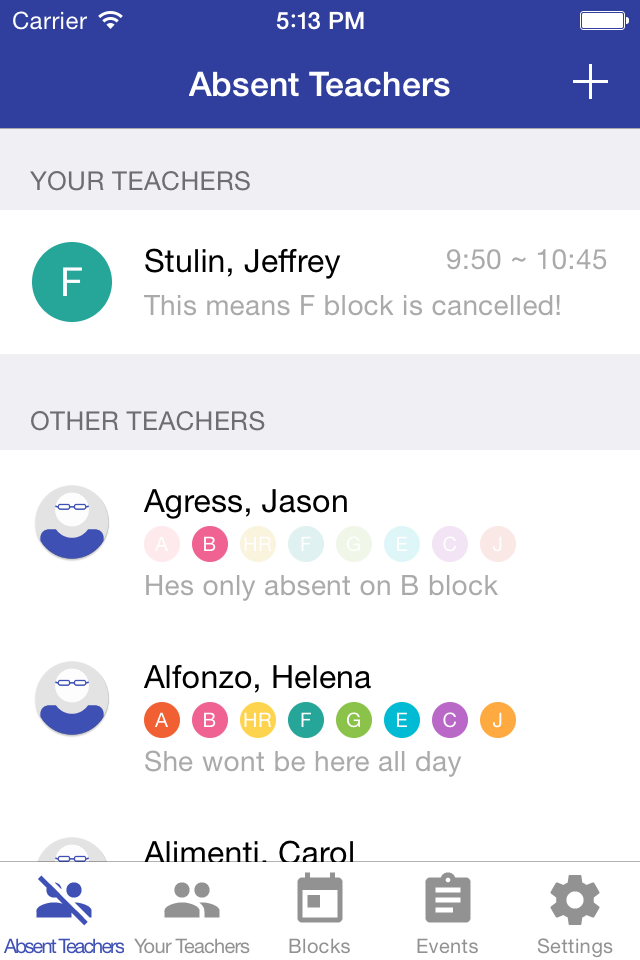 Carrier 5:13 PM
Absent Teachers
YOUR TEACHERS
F Stulin, Jeffrey 9:50 ~ 10:45
This means F block is cancelled!
OTHER TEACHERS
Agress, Jason
A B HR F G E C J
Hes only absent on B block
Alfonzo, Helena
A B HR F G E C J
She wont be here all day
Alimenti, Carol
Absent Teachers Your Teachers Blocks Events Settings